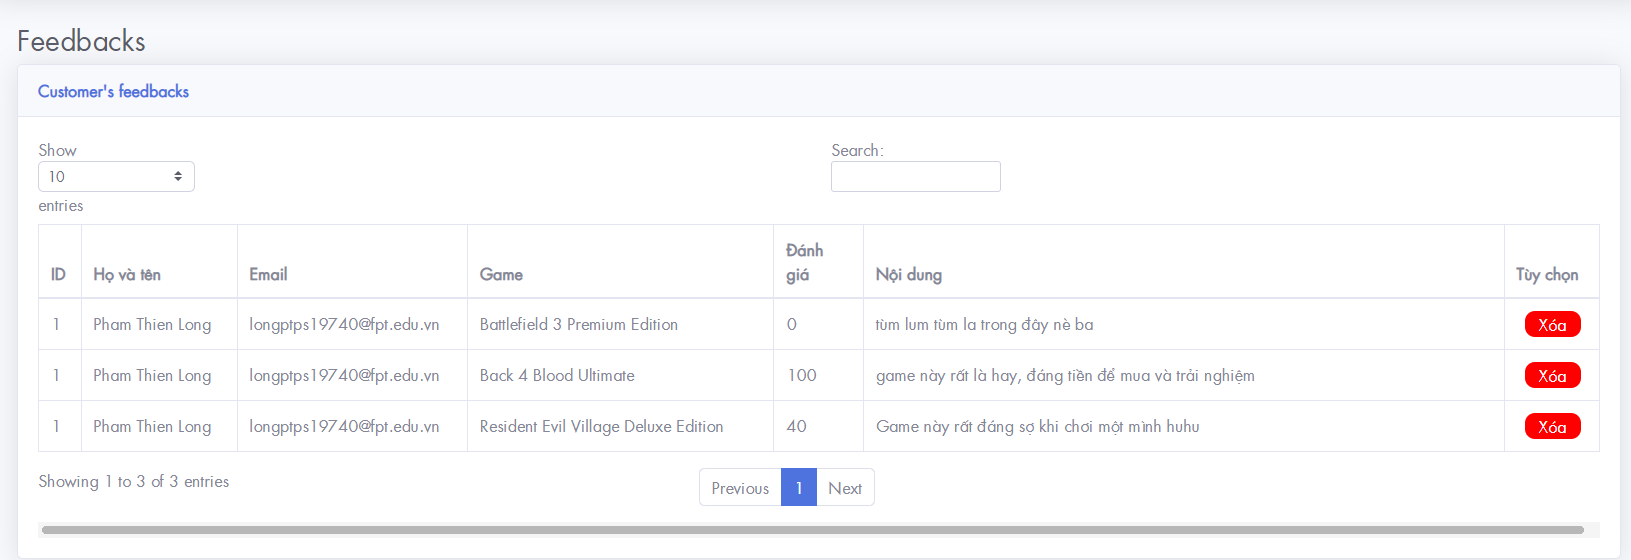 Feedbacks
Customer's feedbacks
Show
10
entries
Search:
ID Họ và tên Email Game Đánh giá Nội dung Tùy chọn
1 Pham Thien Long longptps19740@fpt.edu.vn Battlefield 3 Premium Edition 0 tùm lum tùm la trong đây nè ba Xóa
1 Pham Thien Long longptps19740@fpt.edu.vn Back 4 Blood Ultimate 100 game này rất là hay, đáng tiền để mua và trải nghiệm Xóa
1 Pham Thien Long longptps19740@fpt.edu.vn Resident Evil Village Deluxe Edition 40 Game này rất đáng sợ khi chơi một mình huhu Xóa
Showing 1 to 3 of 3 entries
Previous 1 Next